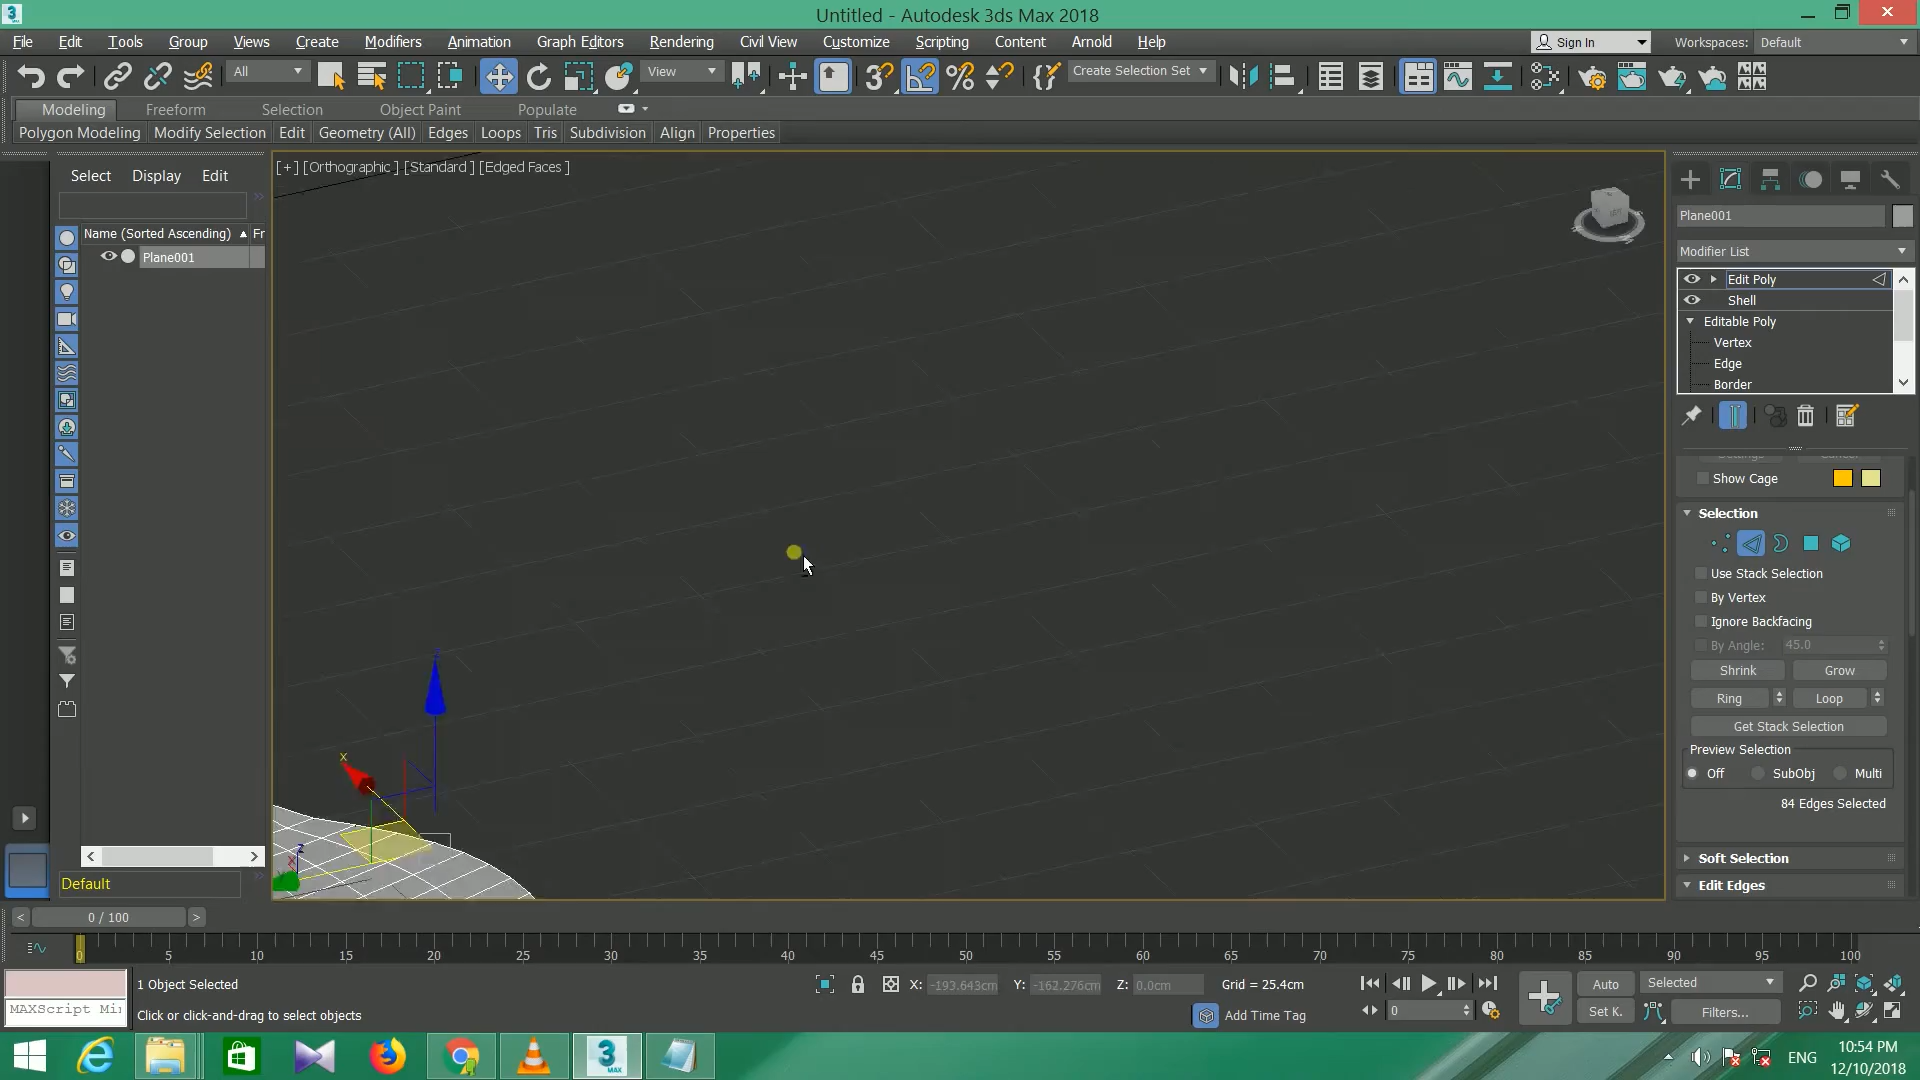 Untitled - Autodesk 3ds Max 2018
File Edit Tools Group Views Create Modifiers Animation Graph Editors Rendering Civil View Customize Scripting Content Arnold Help
Sign In Workspaces: Default
All View Create Selection Set
Modeling Freeform Selection Object Paint Populate
Polygon Modeling Modify Selection Edit Geometry (All) Edges Loops Tris Subdivision Align Properties
Select Display Edit
[+] [Orthographic] [Standard] [Edged Faces]
Name (Sorted Ascending) Fr
Plane001
Plane001
Modifier List
Edit Poly
Shell
Editable Poly
Vertex
Edge
Border
Show Cage
Selection
Use Stack Selection
By Vertex
Ignore Backfacing
By Angle: 45.0
Shrink Grow
Ring Loop
Get Stack Selection
Preview Selection
Off SubObj Multi
84 Edges Selected
Soft Selection
Edit Edges
z
x
z
x
Default
< 0 / 100 >
0 5 10 15 20 25 30 35 40 45 50 55 60 65 70 75 80 85 90 95 100
1 Object Selected
X: -193.643cm Y: -162.276cm Z: 0.0cm Grid = 25.4cm
Auto Selected
MAXScript Mi
Click or click-and-drag to select objects
Add Time Tag
0
Set K. Filters...
3
MAX
ENG
10:54 PM
12/10/2018